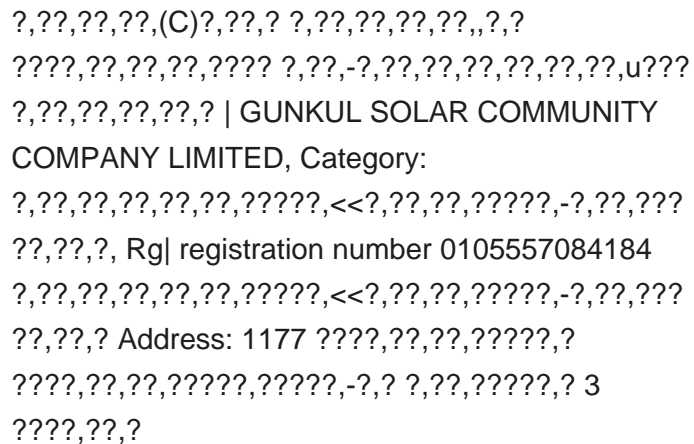 ?,??,??,??,(C)?,??,? ?,??,??,??,??,,?,?
????,??,??,??,???? ?,??,-?,??,??,??,??,??,??,u???
?,??,??,??,??,? | GUNKUL SOLAR COMMUNITY
COMPANY LIMITED, Category:
?,??,??,??,??,??,?????,<<?,??,??,?????,-?,??,???
??,??,?, Rg| registration number 0105557084184
?,??,??,??,??,??,?????,<<?,??,??,?????,-?,??,???
??,??,? Address: 1177 ????,??,??,?????,?
????,??,??,?????,?????,-?,? ?,??,?????,? 3
????,??,?